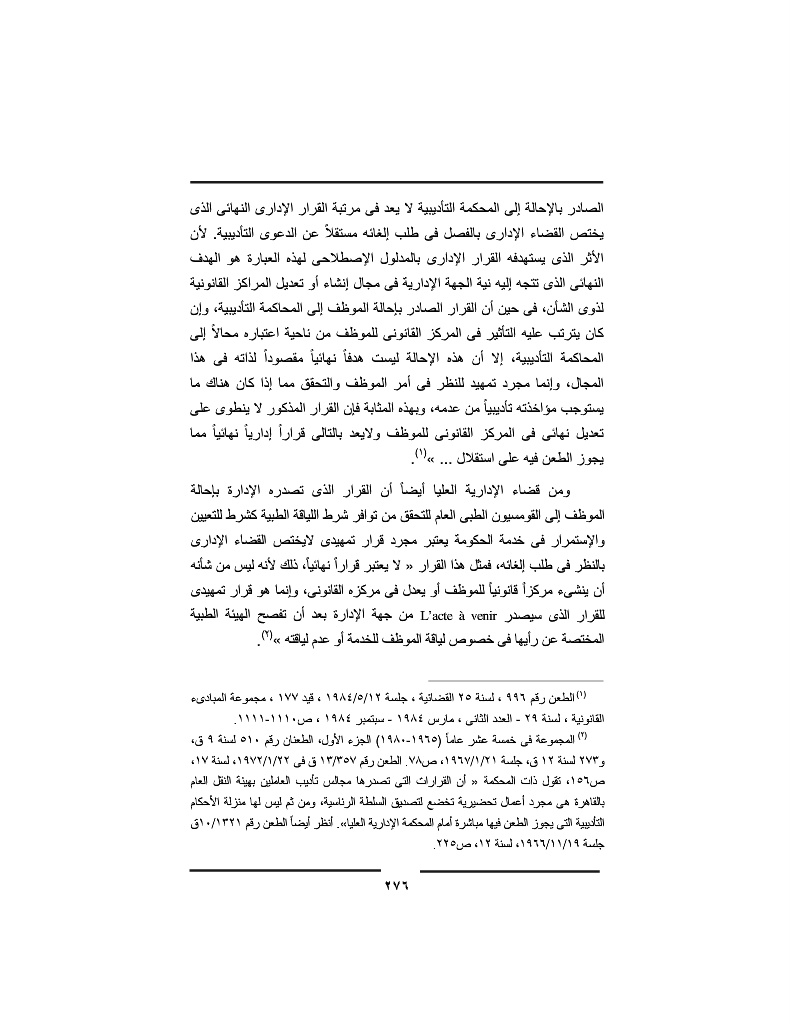 الصادر بالإحالة إلى المحكمة التأديبية لا يعد فى مرتبة القرار الإدارى النهائى الذى
يختص القضاء الإدارى بالفصل فى طلب إلغائه مستقلاً عن الدعوى التأديبية. لأن
الأثر الذى يستهدفه القرار الإدارى بالمدلول الإصطلاحى لهذه العبارة هو الهدف
النهائى الذى تتجه إليه نية الجهة الإدارية فى مجال إنشاء أو تعديل المراكز القانونية
لذوى الشأن، فى حين أن القرار الصادر بإحالة الموظف إلى المحاكمة التأديبية، وإن
كان يترتب عليه التأثير فى المركز القانونى للموظف من ناحية اعتباره محالاً إلى
المحاكمة التأديبية، إلا أن هذه الإحالة ليست هدفاً نهائياً مقصوداً لذاته فى هذا
المجال، وإنما مجرد تمهيد للنظر فى أمر الموظف والتحقق مما إذا كان هناك ما
يستوجب مؤاخذته تأديبياً من عدمه، وبهذه المثابة فإن القرار المذكور لا ينطوى على
تعديل نهائى فى المركز القانونى للموظف ولايعد بالتالى قراراً إدارياً نهائياً مما
يجوز الطعن فيه على استقلال ... »(١).
ومن قضاء الإدارية العليا أيضاً أن القرار الذى تصدره الإدارة بإحالة
الموظف إلى القومسيون الطبى العام للتحقق من توافر شرط اللياقة الطبية كشرط للتعيين
والإستمرار فى خدمة الحكومة يعتبر مجرد قرار تمهيدى لايختص القضاء الإدارى
بالنظر فى طلب إلغائه، فمثل هذا القرار « لا يعتبر قراراً نهائياً، ذلك لأنه ليس من شأنه
أن ينشىء مركزاً قانونياً للموظف أو يعدل فى مركزه القانونى، وإنما هو قرار تمهيدى
للقرار الذى سيصدر L’acte à venir من جهة الإدارة بعد أن تفصح الهيئة الطبية
المختصة عن رأيها فى خصوص لياقة الموظف للخدمة أو عدم لياقته »(٢).
(١) الطعن رقم ٩٩٦ ، لسنة ٢٥ القضائية ، جلسة ١٩٨٤/٥/١٢ ، قيد ١٧٧ ، مجموعة المبادىء
القانونية ، لسنة ٢٩ - العدد الثانى ، مارس ١٩٨٤ - سبتمبر ١٩٨٤ ، ص١١١٠-١١١١.
(٢) المجموعة فى خمسة عشر عاماً (١٩٦٥-١٩٨٠) الجزء الأول، الطعنان رقم ٥١٠ لسنة ٩ ق،
و٢٧٣ لسنة ١٢ ق، جلسة ١٩٦٧/١/٢١، ص٧٨. الطعن رقم ١٣/٣٥٧ ق فى ١٩٧٢/١/٢٢، لسنة ١٧،
ص١٥٦، تقول ذات المحكمة « أن القرارات التى تصدرها مجالس تأديب العاملين بهيئة النقل العام
بالقاهرة هى مجرد أعمال تحضيرية تخضع لتصديق السلطة الرئاسية، ومن ثم ليس لها منزلة الأحكام
التأديبية التى يجوز الطعن فيها مباشرة أمام المحكمة الإدارية العليا». أنظر أيضاً الطعن رقم ١٠/١٣٢١ق
جلسة ١٩٦٦/١١/١٩، لسنة ١٢، ص٢٢٥.
٢٧٦